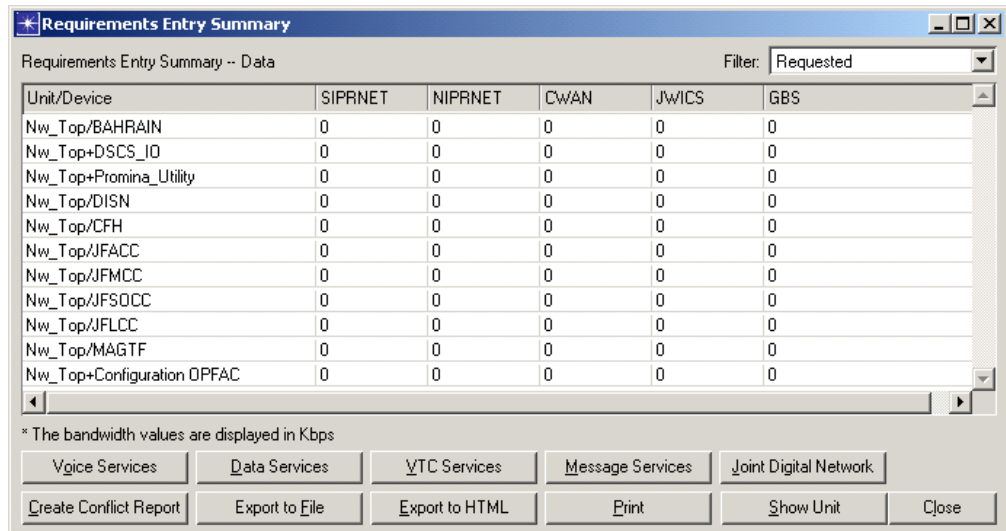 Requirements Entry Summary
Requirements Entry Summary -- Data Filter: Requested
Unit/Device SIPRNET NIPRNET CWAN JWICS GBS
Nw_Top/BAHRAIN 0 0 0 0 0
Nw_Top+DSCS_IO 0 0 0 0 0
Nw_Top+Promina_Utility 0 0 0 0 0
Nw_Top/DISN 0 0 0 0 0
Nw_Top/CFH 0 0 0 0 0
Nw_Top/JFACC 0 0 0 0 0
Nw_Top/JFMCC 0 0 0 0 0
Nw_Top/JFSOCC 0 0 0 0 0
Nw_Top/JFLCC 0 0 0 0 0
Nw_Top/MAGTF 0 0 0 0 0
Nw_Top+Configuration OPFAC 0 0 0 0 0
* The bandwidth values are displayed in Kbps
Voice Services Data Services VTC Services Message Services Joint Digital Network
Create Conflict Report Export to File Export to HTML Print Show Unit Close